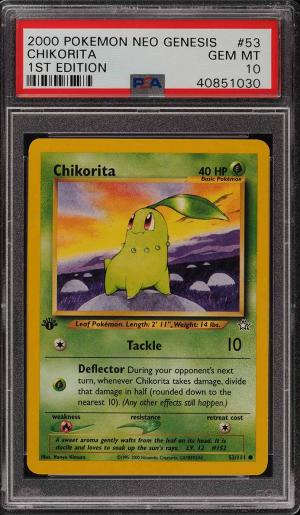 2000 POKEMON NEO GENESIS #53
CHIKORITA GEM MT
1ST EDITION PSA 10
40851030
Chikorita 40 HP
Basic Pokémon
Leaf Pokémon. Length: 2' 11", Weight: 14 lbs.
Tackle 10
Deflector During your opponent's next
turn, whenever Chikorita takes damage, divide
that damage in half (rounded down to the
nearest 10). (Any other effects still happen.)
weakness resistance retreat cost
A sweet aroma gently wafts from the leaf on its head. It is
docile and loves to soak up the sun's rays. LV. 12 #152
53/111